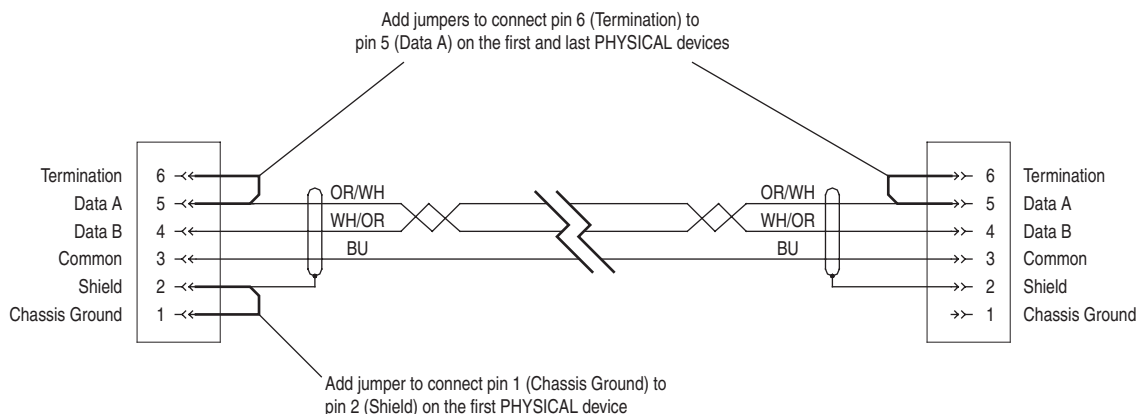 Add jumpers to connect pin 6 (Termination) to
pin 5 (Data A) on the first and last PHYSICAL devices
Termination 6 6 Termination
Data A 5 OR/WH OR/WH 5 Data A
Data B 4 WH/OR WH/OR 4 Data B
Common 3 BU BU 3 Common
Shield 2 2 Shield
Chassis Ground 1 1 Chassis Ground
Add jumper to connect pin 1 (Chassis Ground) to
pin 2 (Shield) on the first PHYSICAL device